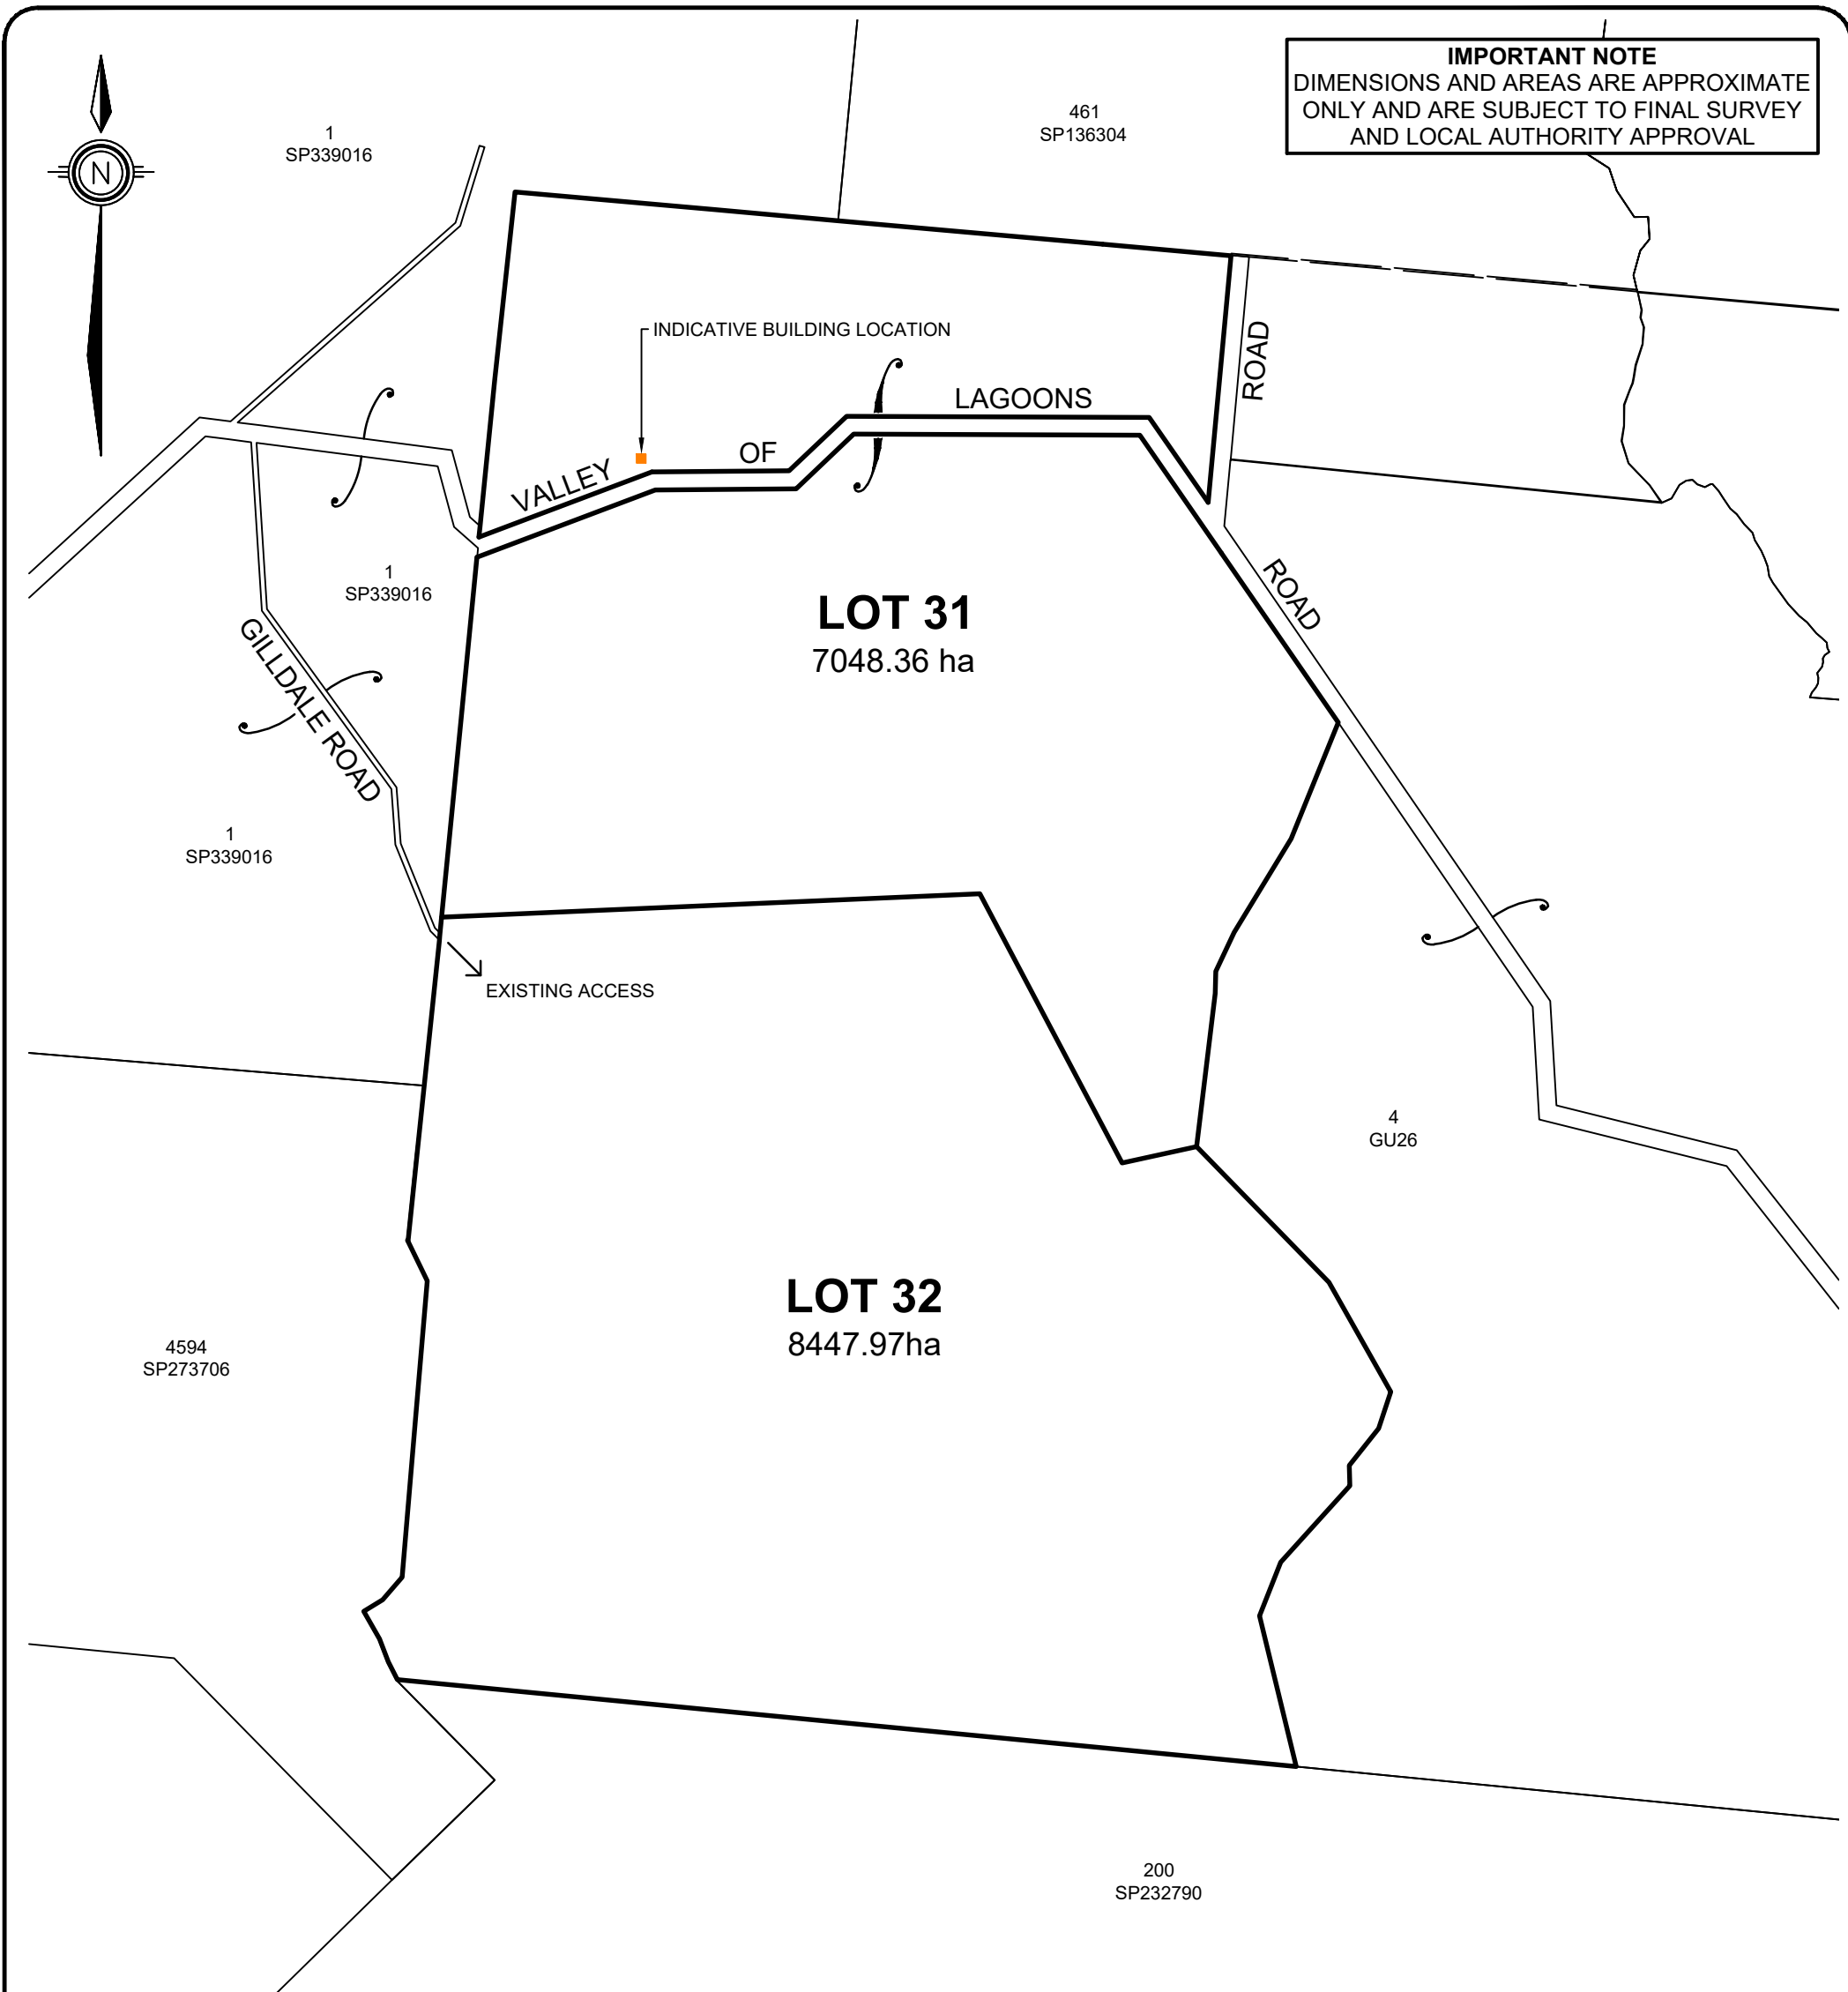 IMPORTANT NOTE
DIMENSIONS AND AREAS ARE APPROXIMATE
ONLY AND ARE SUBJECT TO FINAL SURVEY
AND LOCAL AUTHORITY APPROVAL
461
SP136304
1
SP339016
N
INDICATIVE BUILDING LOCATION
ROAD
LAGOONS
OF
VALLEY
ROAD
1
SP339016
LOT 31
7048.36 ha
GILLDALE ROAD
1
SP339016
EXISTING ACCESS
4
GU26
LOT 32
8447.97ha
4594
SP273706
200
SP232790